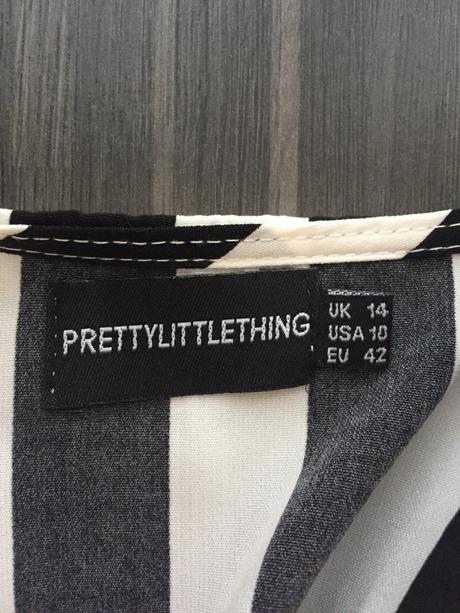 PRETTYLITTLETHING
UK 14
USA 10
EU 42